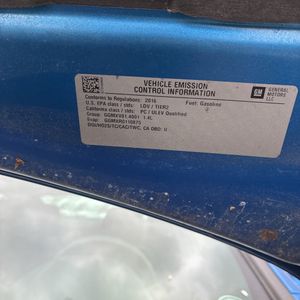 VEHICLE EMISSION
CONTROL INFORMATION
GM
GENERAL
MOTORS
LLC
Conforms to Regulations: 2016
Fuel: Gasoline
U.S. EPA class / stds: LDV / TIER2
California class / stds: PC / ULEV Qualified
Group: GGMXV01.4001 1.4L
Evap: GGMXR0110875
DOI/HO2S/TC/CAC/TWC, CA OBD: II